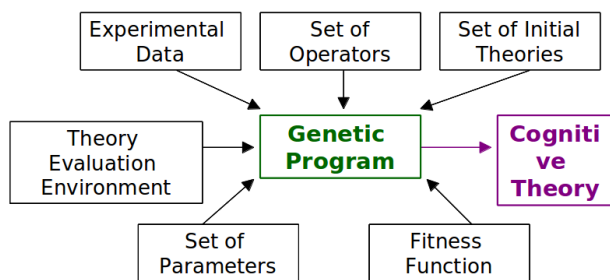 Experimental
Data
Set of
Operators
Set of Initial
Theories
Theory
Evaluation
Environment
Genetic
Program
Cogniti
ve
Theory
Set of
Parameters
Fitness
Function